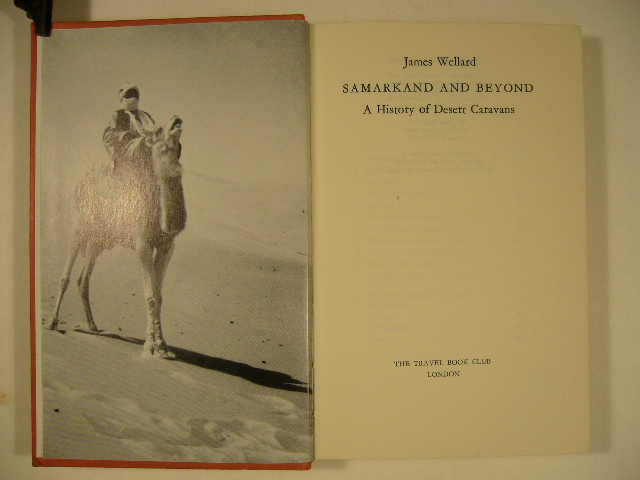 James Wellard
SAMARKAND AND BEYOND
A History of Desert Caravans
THE TRAVEL BOOK CLUB
LONDON